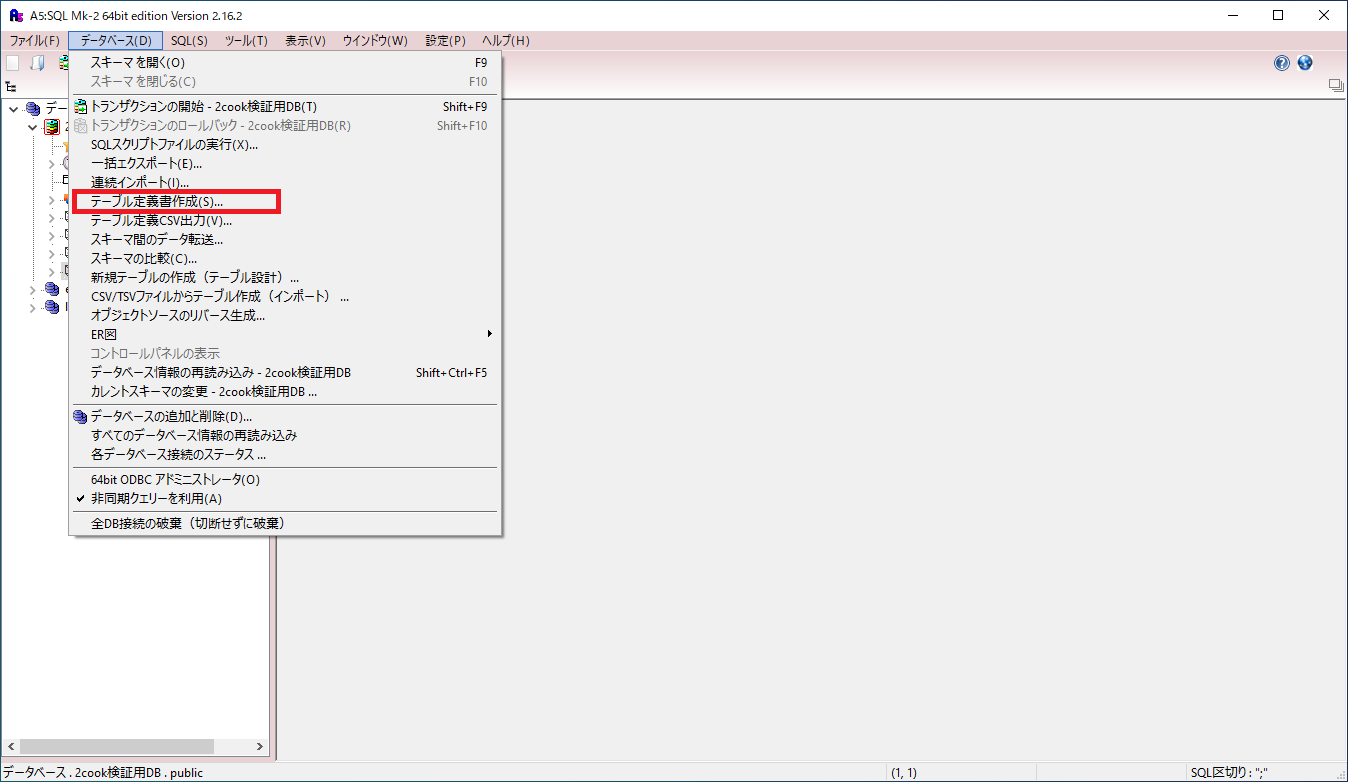 A5:SQL Mk-2 64bit edition Version 2.16.2
ファイル(F) データベース(D) SQL(S) ツール(T) 表示(V) ウインドウ(W) 設定(P) ヘルプ(H)
スキーマを開く(O) F9
スキーマを閉じる(C) F10
トランザクションの開始 - 2cook検証用DB(T) Shift+F9
トランザクションのロールバック - 2cook検証用DB(R) Shift+F10
SQLスクリプトファイルの実行(X)...
一括エクスポート(E)...
連続インポート(I)...
テーブル定義書作成(S)...
テーブル定義CSV出力(V)...
スキーマ間のデータ転送...
スキーマの比較(C)...
新規テーブルの作成（テーブル設計）...
CSV/TSVファイルからテーブル作成（インポート） ...
オブジェクトソースのリバース生成...
ER図
コントロールパネルの表示
データベース情報の再読み込み - 2cook検証用DB Shift+Ctrl+F5
カレントスキーマの変更 - 2cook検証用DB ...
データベースの追加と削除(D)...
すべてのデータベース情報の再読み込み
各データベース接続のステータス ...
64bit ODBC アドミニストレータ(O)
非同期クエリーを利用(A)
全DB接続の破棄（切断せずに破棄）
データベース . 2cook検証用DB . public (1, 1) SQL区切り : ";"